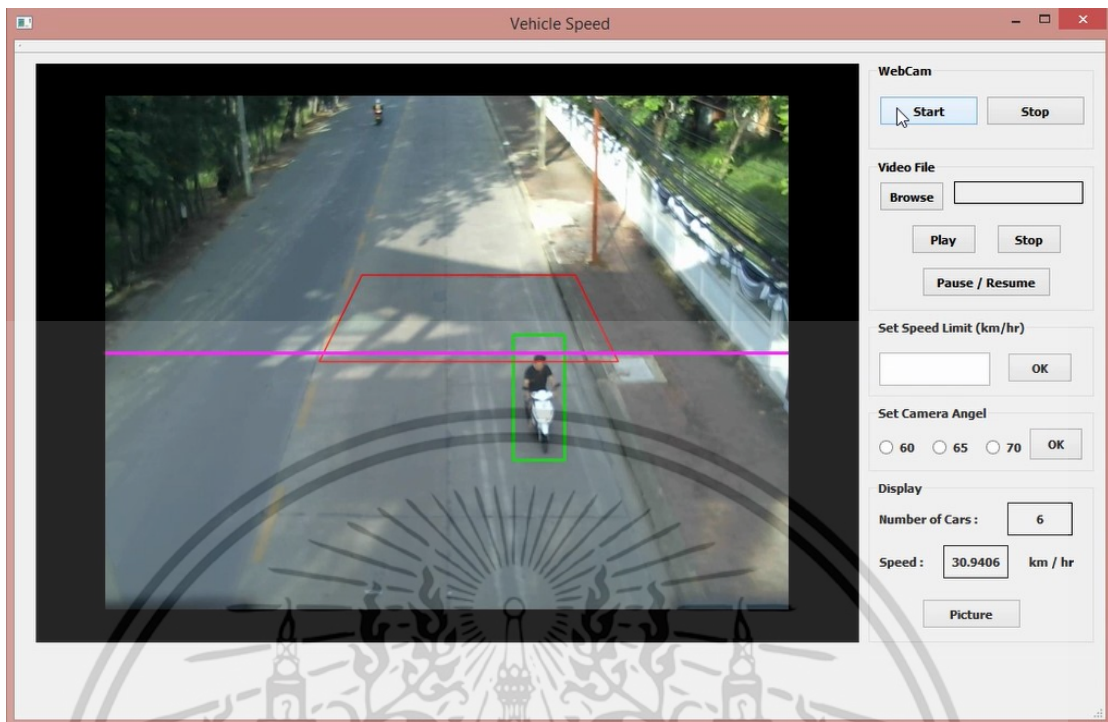 Vehicle Speed
WebCam
Start Stop
Video File
Browse
Play Stop
Pause / Resume
Set Speed Limit (km/hr)
OK
Set Camera Angel
60 65 70 OK
Display
Number of Cars : 6
Speed : 30.9406 km / hr
Picture